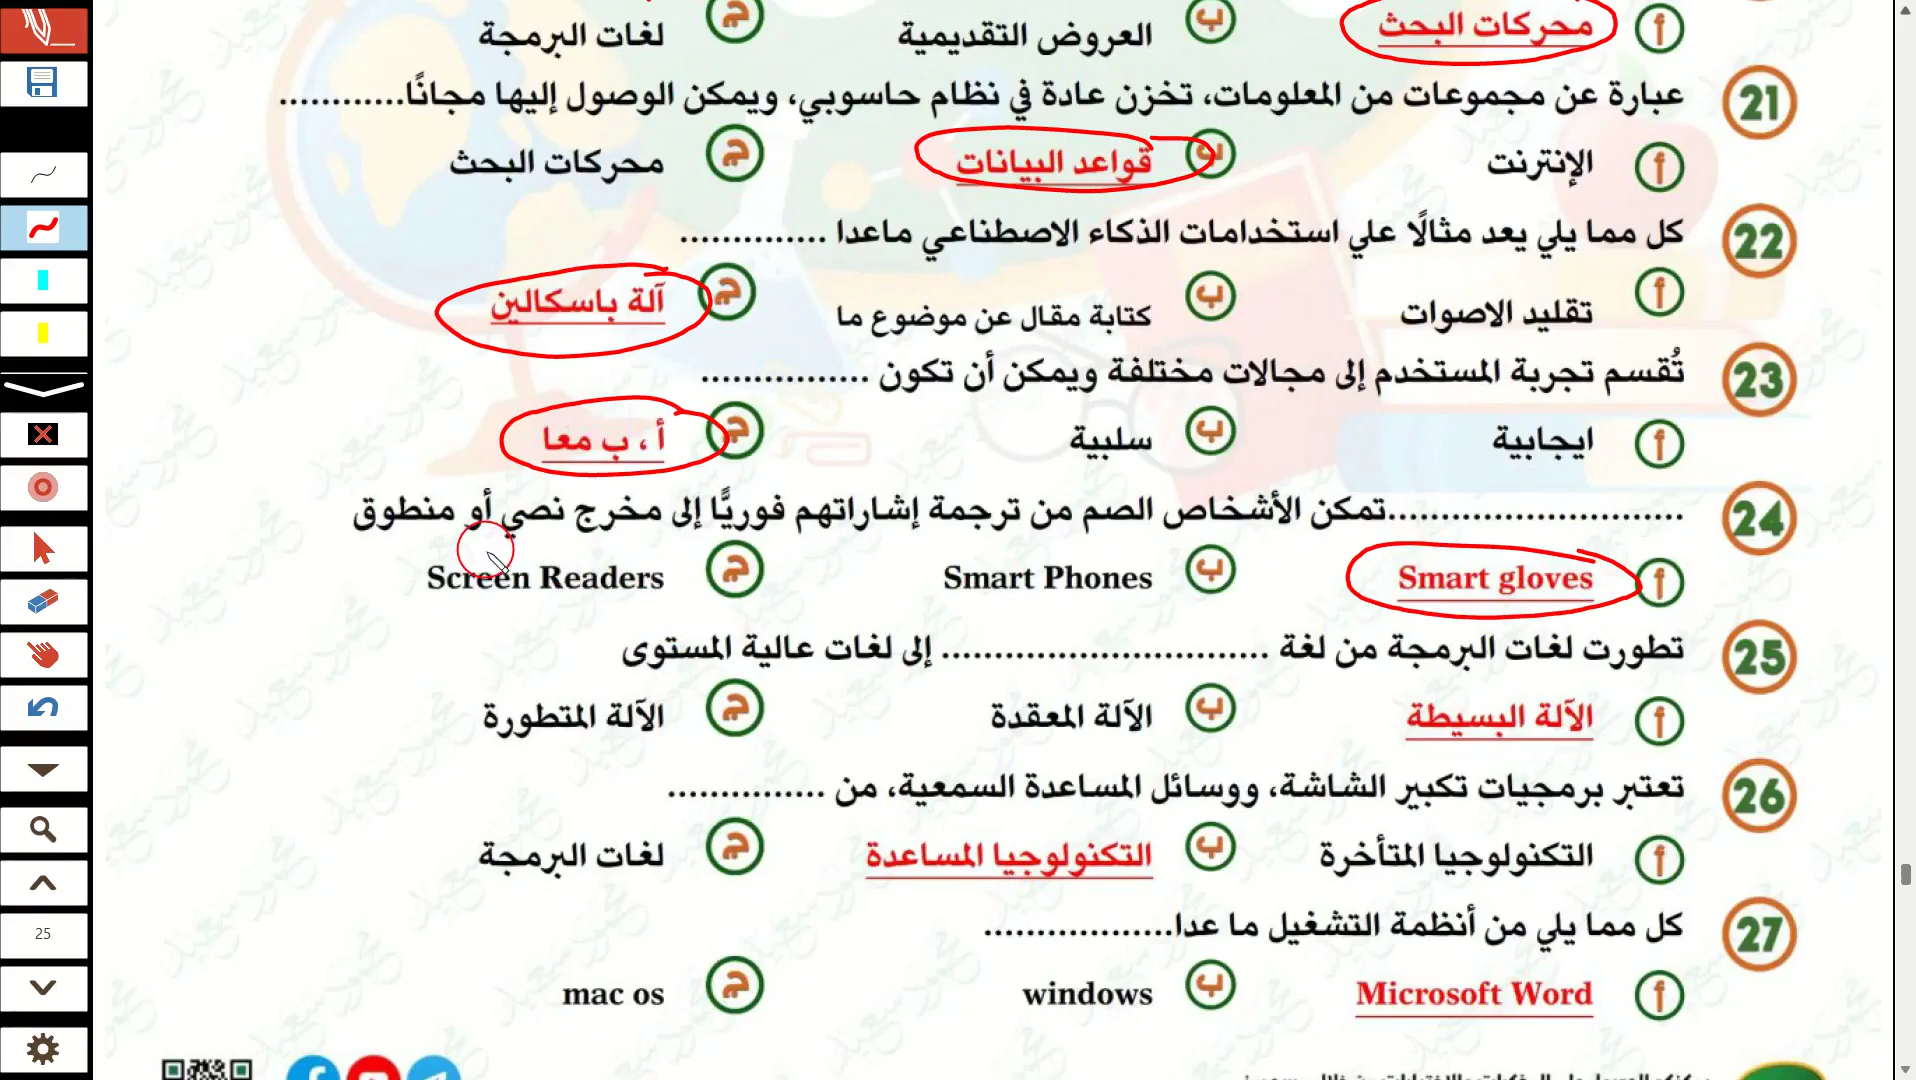 أ محركات البحث ب العروض التقديمية ج لغات البرمجة
21 عبارة عن مجموعات من المعلومات، تخزن عادة في نظام حاسوبي، ويمكن الوصول إليها مجانًا............
أ الإنترنت ب قواعد البيانات ج محركات البحث
22 كل مما يلي يعد مثالًا علي استخدامات الذكاء الاصطناعي ماعدا ..............
أ تقليد الاصوات ب كتابة مقال عن موضوع ما ج آلة باسكالين
23 تُقسم تجربة المستخدم إلى مجالات مختلفة ويمكن أن تكون ................
أ ايجابية ب سلبية ج أ ، ب معا
24 ............................تمكن الأشخاص الصم من ترجمة إشاراتهم فوريًّا إلى مخرج نصي أو منطوق
أ Smart gloves ب Smart Phones ج Screen Readers
25 تطورت لغات البرمجة من لغة ............................... إلى لغات عالية المستوى
أ الآلة البسيطة ب الآلة المعقدة ج الآلة المتطورة
26 تعتبر برمجيات تكبير الشاشة، ووسائل المساعدة السمعية، من ...............
أ التكنولوجيا المتأخرة ب التكنولوجيا المساعدة ج لغات البرمجة
27 كل مما يلي من أنظمة التشغيل ما عدا..................
أ Microsoft Word ب windows ج mac os
25